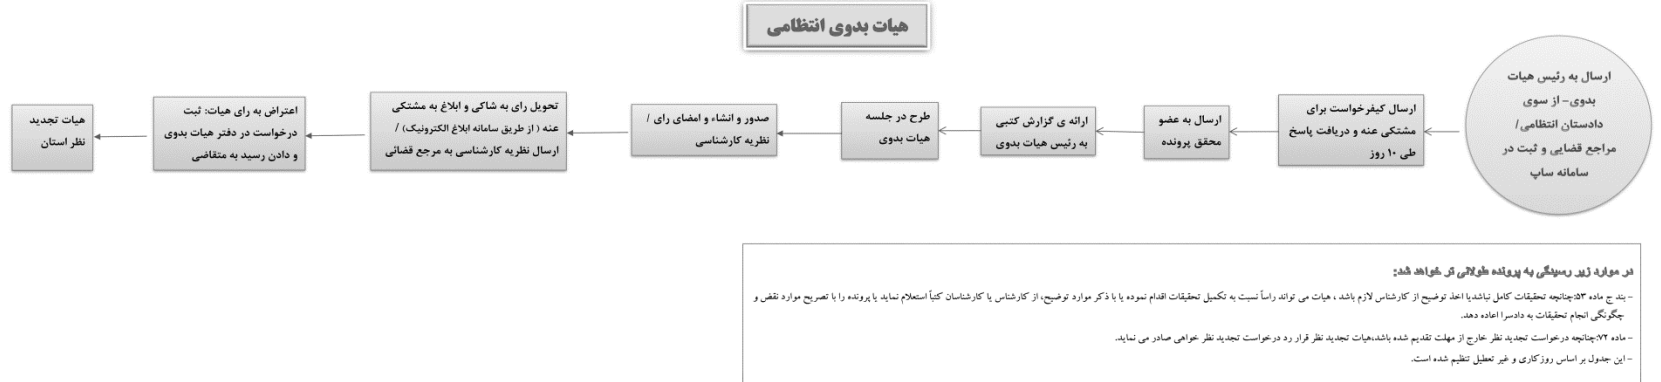 هیات بدوی انتظامی
ارسال به رئیس هیات
بدوی- از سوی
دادستان انتظامی/
مراجع قضایی و ثبت در
سامانه ساپ
ارسال کیفرخواست برای
مشتکی عنه و دریافت پاسخ
طی ۱۰ روز
ارسال به عضو
محقق پرونده
ارائه ی گزارش کتبی
به رئیس هیات بدوی
طرح در جلسه
هیات بدوی
صدور و انشاء و امضای رای /
نظریه کارشناسی
تحویل رای به شاکی و ابلاغ به مشتکی
عنه ( از طریق سامانه ابلاغ الکترونیک) /
ارسال نظریه کارشناسی به مرجع قضائی
اعتراض به رای هیات: ثبت
درخواست در دفتر هیات بدوی
و دادن رسید به متقاضی
هیات تجدید
نظر استان
در موارد زیر رسیدگی به پرونده طولانی تر خواهد شد:
- بند ج ماده ۵۳:چنانچه تحقیقات کامل نباشدیا اخذ توضیح از کارشناس لازم باشد ، هیات می تواند راساً نسبت به تکمیل تحقیقات اقدام نموده یا با ذکر موارد توضیح، از کارشناس یا کارشناسان کتباً استعلام نماید یا پرونده را با تصریح موارد نقض و
چگونگی انجام تحقیقات به دادسرا اعاده دهد.
- ماده ۷۲:چنانچه درخواست تجدید نظر خارج از مهلت تقدیم شده باشد،هیات تجدید نظر قرار رد درخواست تجدید نظر خواهی صادر می نماید.
- این جدول بر اساس روز کاری و غیر تعطیل تنظیم شده است.